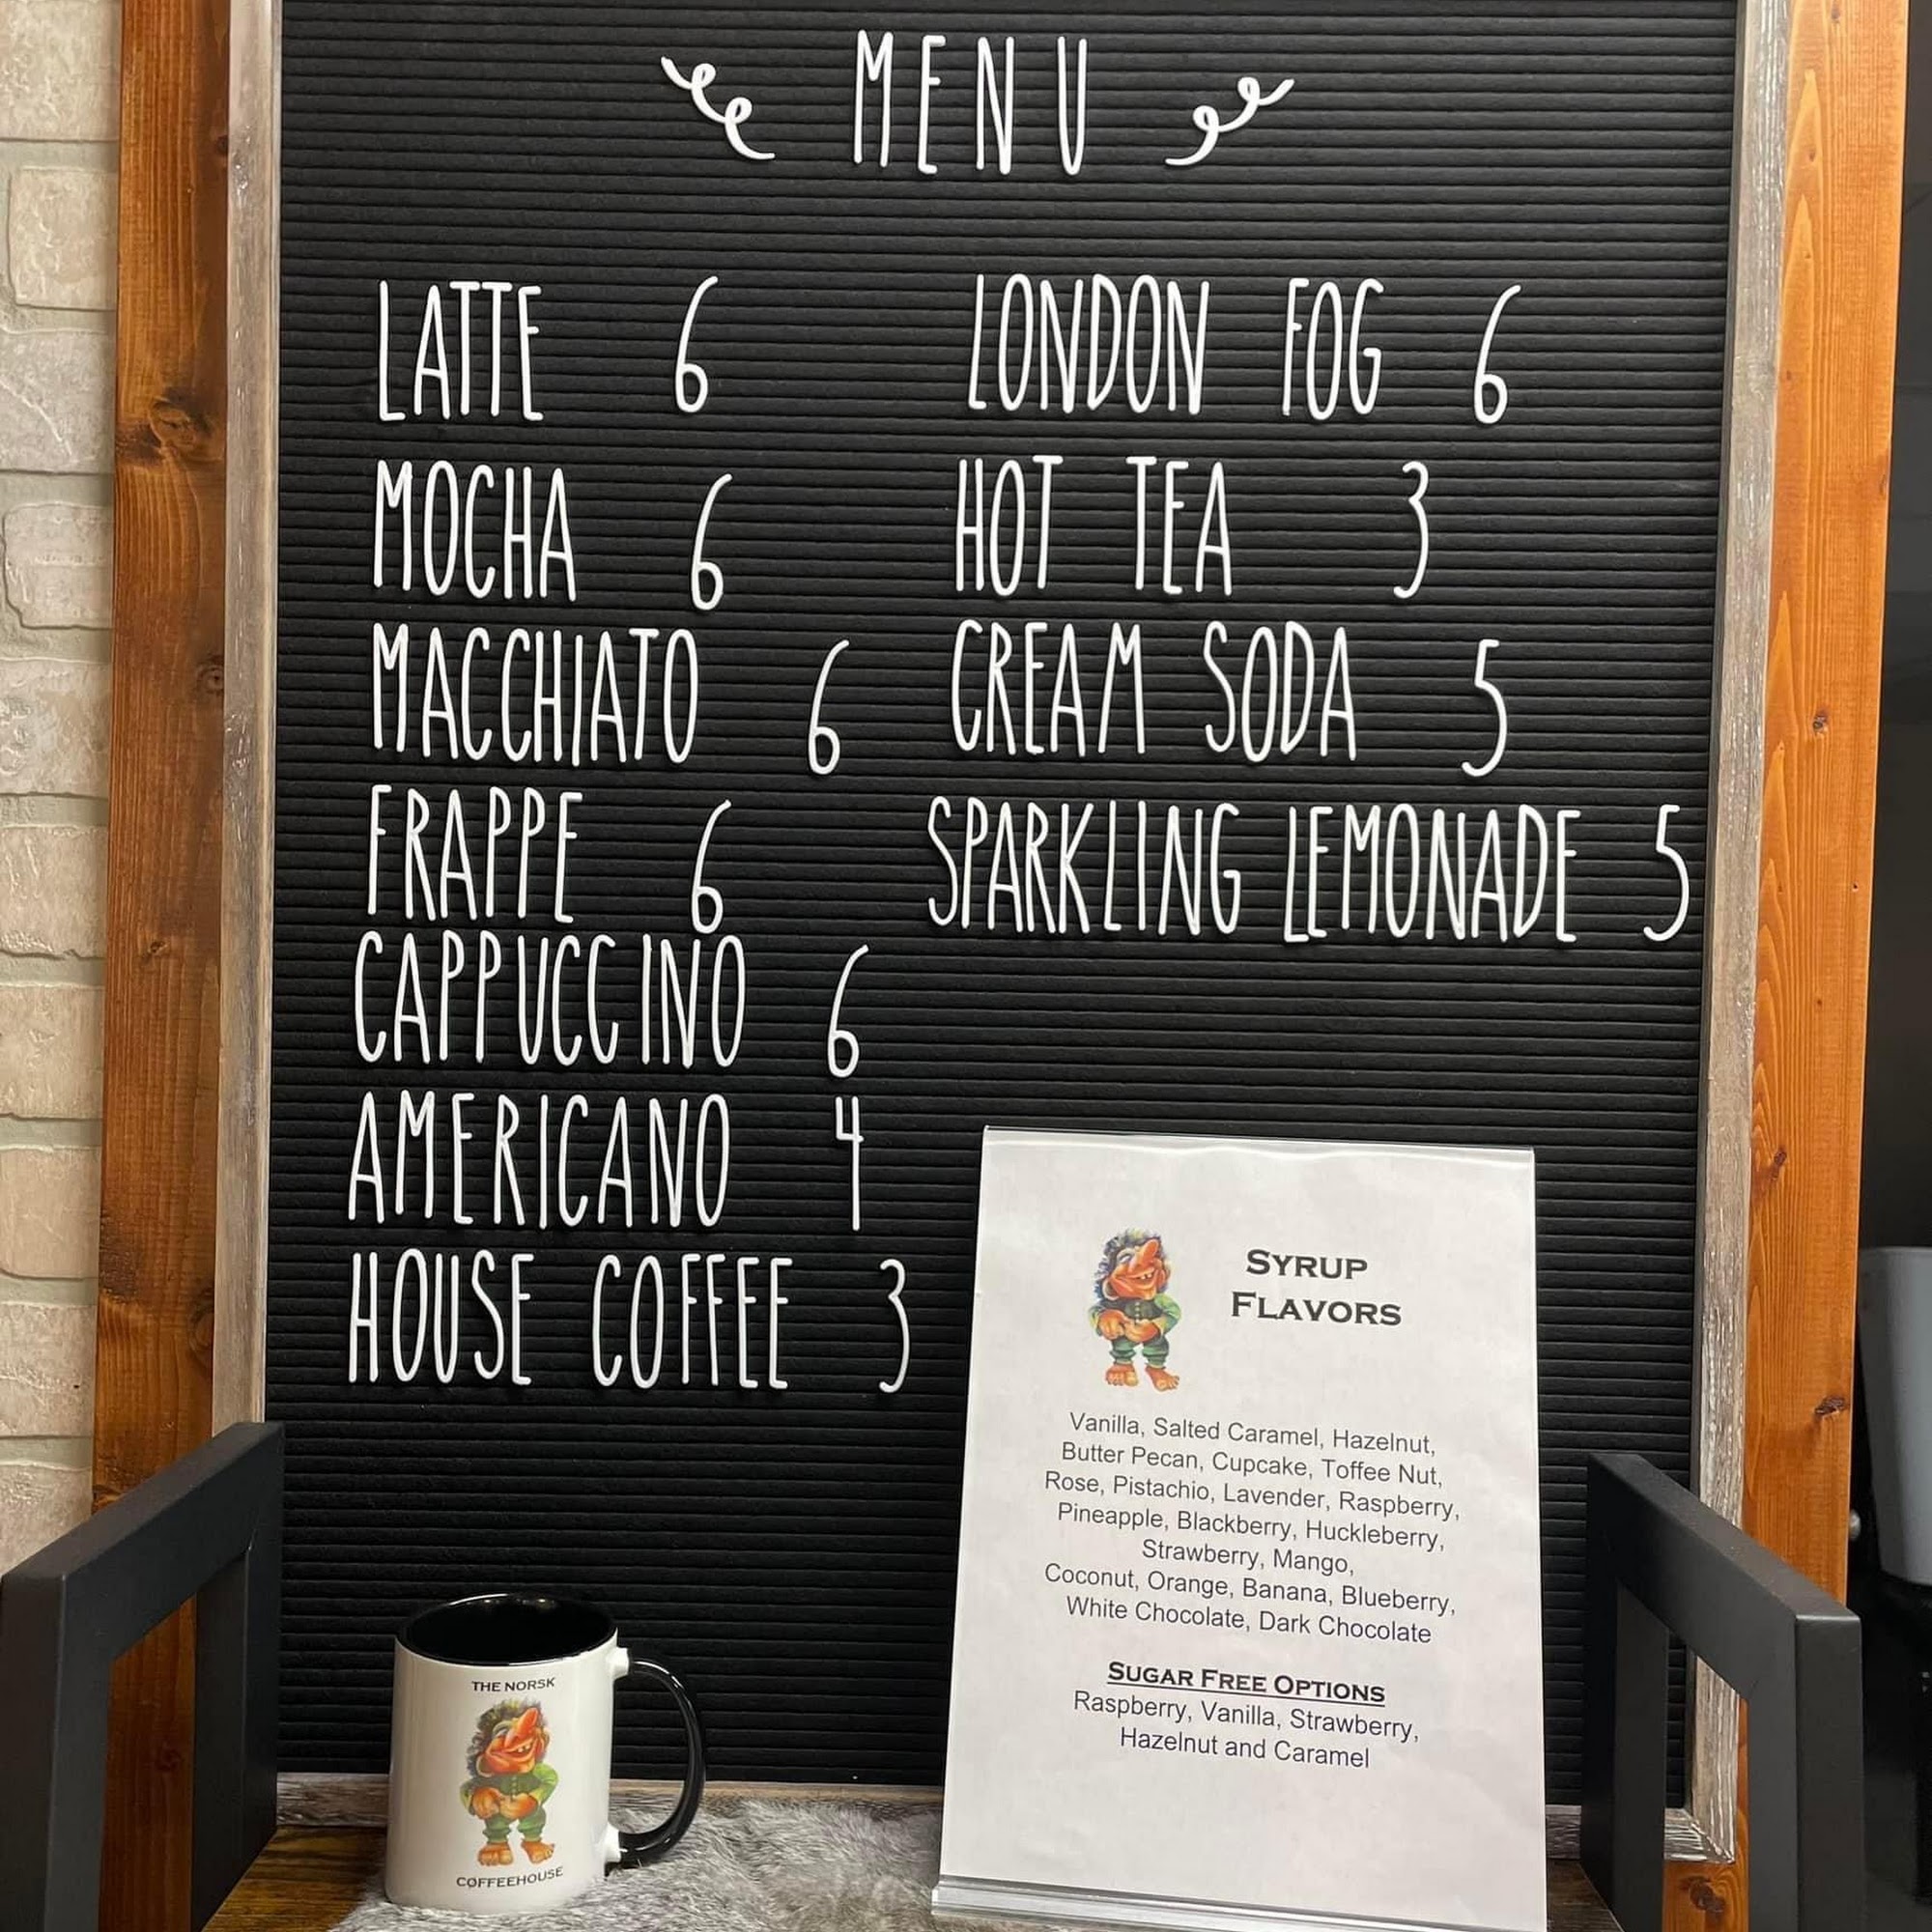 MENU
LATTE 6
MOCHA 6
MACCHIATO 6
FRAPPE 6
CAPPUCCINO 6
AMERICANO 4
HOUSE COFFEE 3
LONDON FOG 6
HOT TEA 3
CREAM SODA 5
SPARKLING LEMONADE 5
SYRUP
FLAVORS
Vanilla, Salted Caramel, Hazelnut,
Butter Pecan, Cupcake, Toffee Nut,
Rose, Pistachio, Lavender, Raspberry,
Pineapple, Blackberry, Huckleberry,
Strawberry, Mango,
Coconut, Orange, Banana, Blueberry,
White Chocolate, Dark Chocolate
SUGAR FREE OPTIONS
Raspberry, Vanilla, Strawberry,
Hazelnut and Caramel
THE NORSK
CØFFEEHOUSE